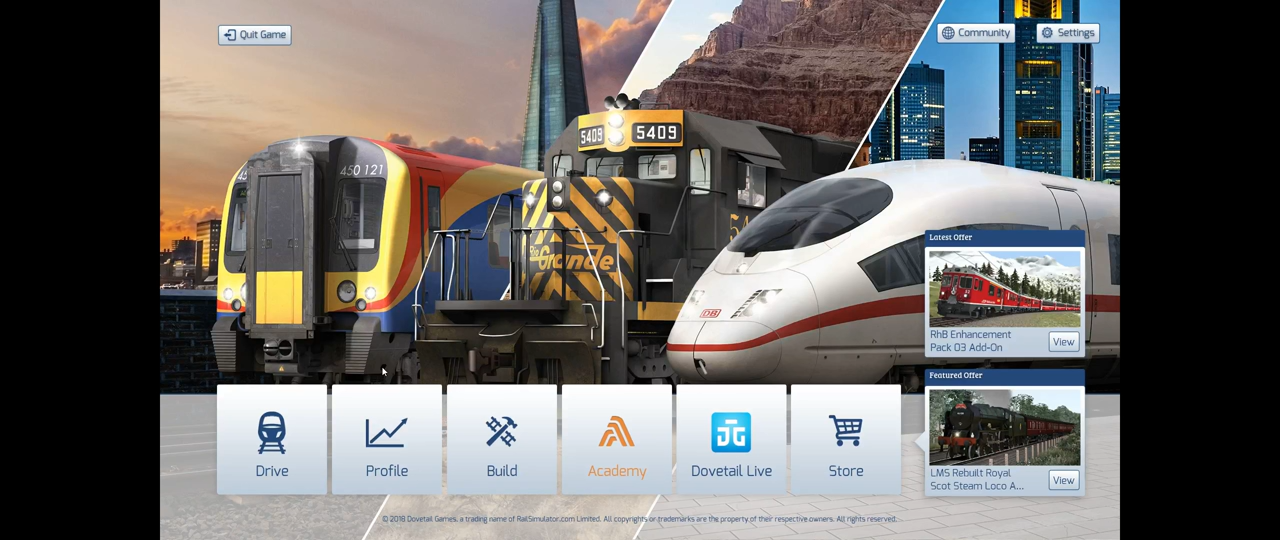 Quit Game
Community
Settings
450 121
5409
5409
Rio
Grande
DB
Latest Offer
RhB Enhancement
Pack 03 Add-On
View
Featured Offer
LMS Rebuilt Royal
Scot Steam Loco A...
View
Drive
Profile
Build
Academy
Dovetail Live
Store
© 2018 Dovetail Games, a trading name of RailSimulator.com Limited. All copyrights or trademarks are the property of their respective owners. All rights reserved.